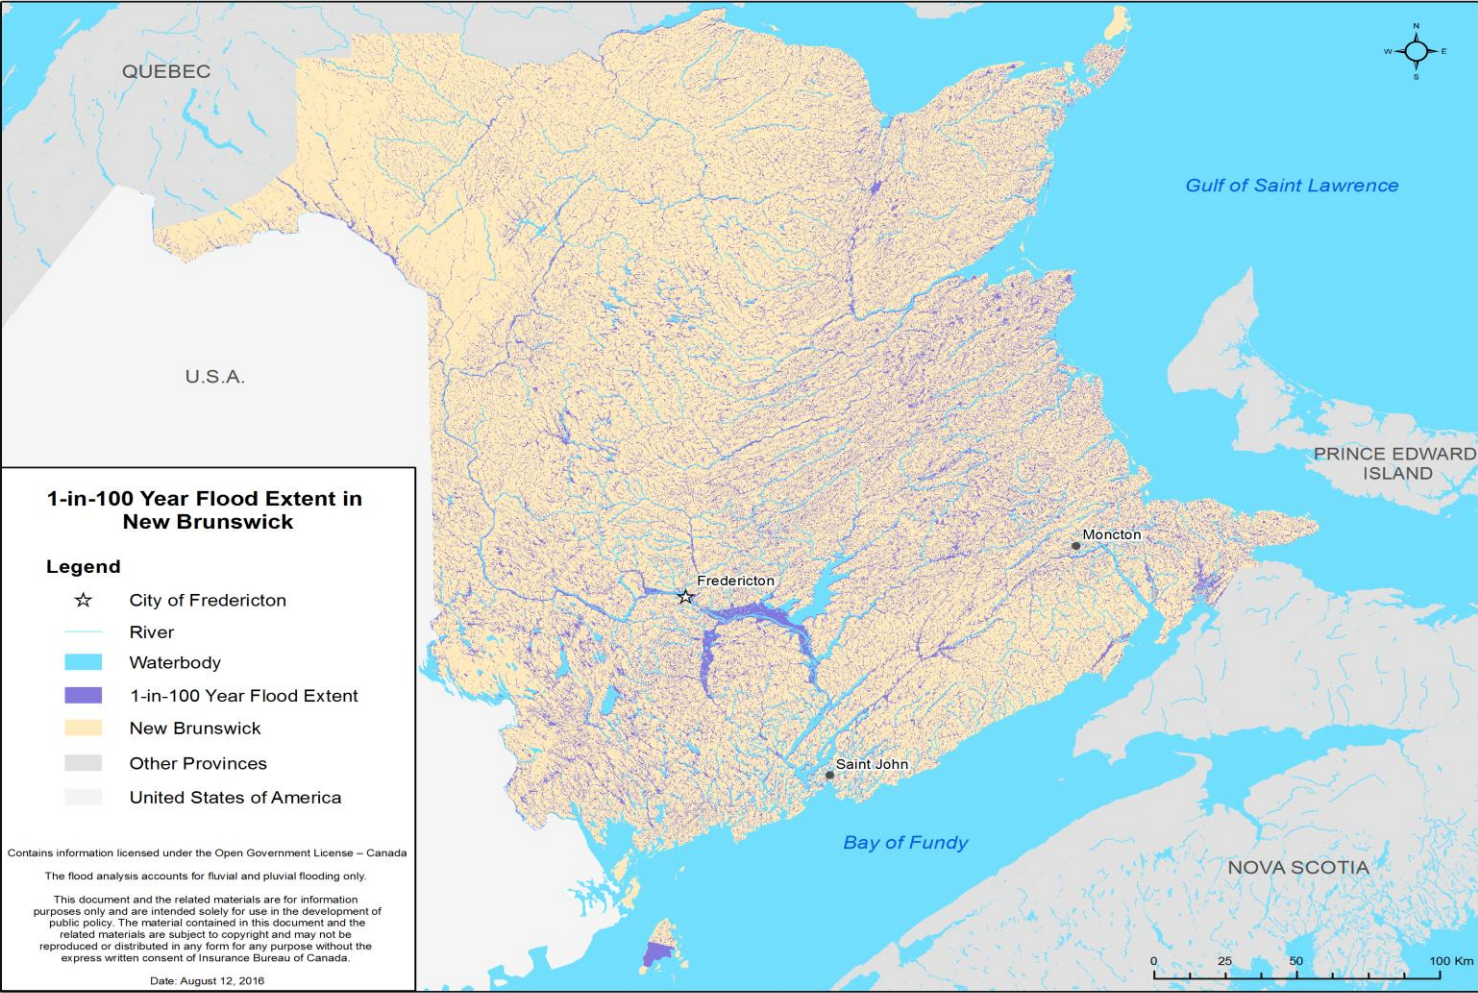 N
W
E
S
QUEBEC
Gulf of Saint Lawrence
U.S.A.
PRINCE EDWARD
ISLAND
Moncton
Fredericton
Saint John
Bay of Fundy
NOVA SCOTIA
1-in-100 Year Flood Extent in
New Brunswick
Legend
City of Fredericton
River
Waterbody
1-in-100 Year Flood Extent
New Brunswick
Other Provinces
United States of America
Contains information licensed under the Open Government License – Canada
The flood analysis accounts for fluvial and pluvial flooding only.
This document and the related materials are for information
purposes only and are intended solely for use in the development of
public policy. The material contained in this document and the
related materials are subject to copyright and may not be
reproduced or distributed in any form for any purpose without the
express written consent of Insurance Bureau of Canada.
Date: August 12, 2016
0 25 50 100 Km